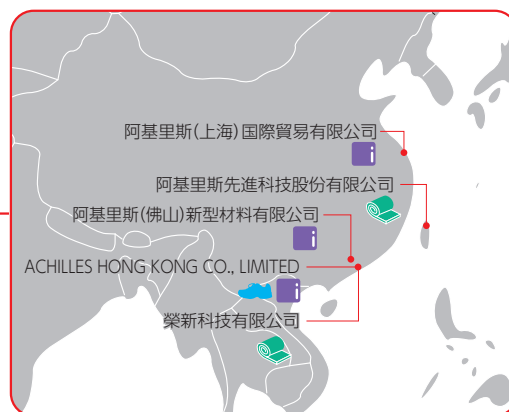 阿基里斯(上海)国際貿易有限公司
i
阿基里斯先進科技股份有限公司
阿基里斯(佛山)新型材料有限公司
i
ACHILLES HONG KONG CO., LIMITED
i
榮新科技有限公司